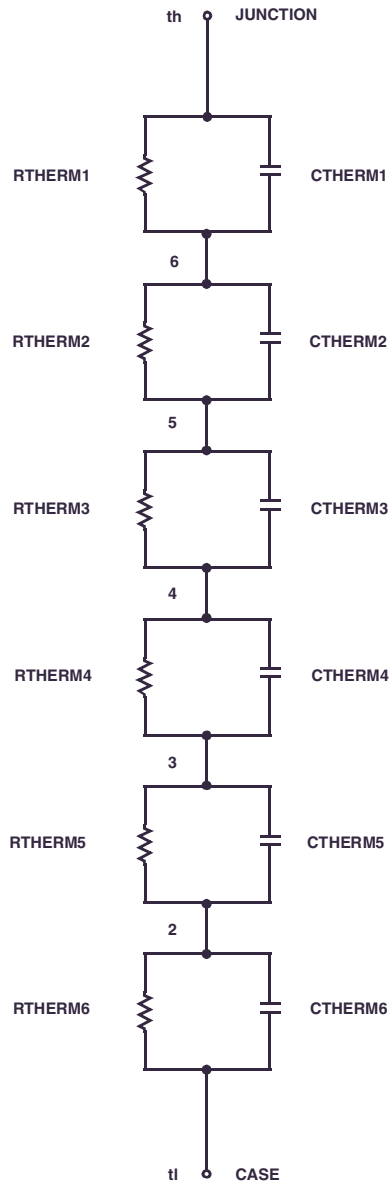 th JUNCTION
RTHERM1 CTHERM1
6
RTHERM2 CTHERM2
5
RTHERM3 CTHERM3
4
RTHERM4 CTHERM4
3
RTHERM5 CTHERM5
2
RTHERM6 CTHERM6
tl CASE